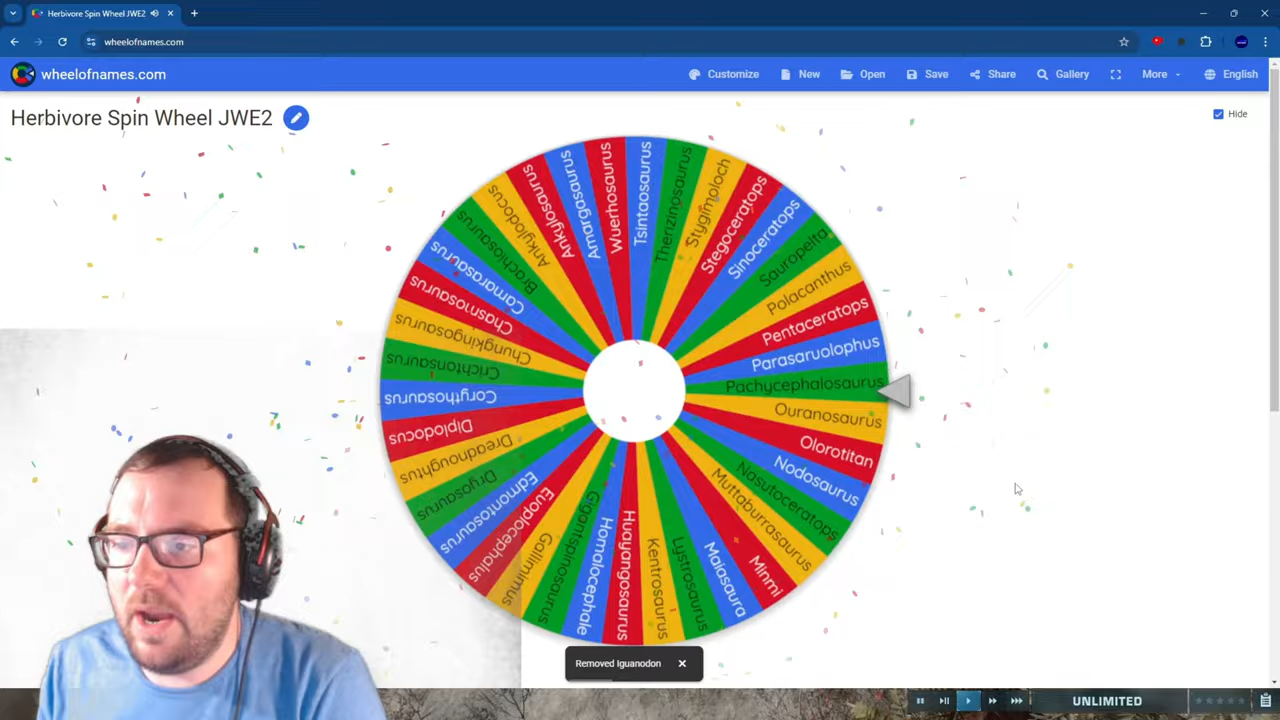 Herbivore Spin Wheel JWE2
wheelofnames.com
wheelofnames.com
Customize
New
Open
Save
Share
Gallery
More
English
Herbivore Spin Wheel JWE2
Hide
Tsintaosaurus
Therizinosaurus
Stygimoloch
Stegoceratops
Sinoceratops
Sauropelta
Polacanthus
Pentaceratops
Parasaruolophus
Pachycephalosaurus
Ouranosaurus
Olorotitan
Nodosaurus
Nasutoceratops
Muttaburrasaurus
Minmi
Maiasaura
Lystrosaurus
Kentrosaurus
Huayangosaurus
Homalocephale
Gigantspinosaurus
Gallimimus
Euoplocephalus
Edmontosaurus
Dryosaurus
Dreadnoughtus
Diplodocus
Corythosaurus
Crichtonsaurus
Chungkingosaurus
Chasmosaurus
Camarasaurus
Brachiosaurus
Ankylodocus
Ankylosaurus
Amargasaurus
Wuerhosaurus
Removed Iguanodon
UNLIMITED